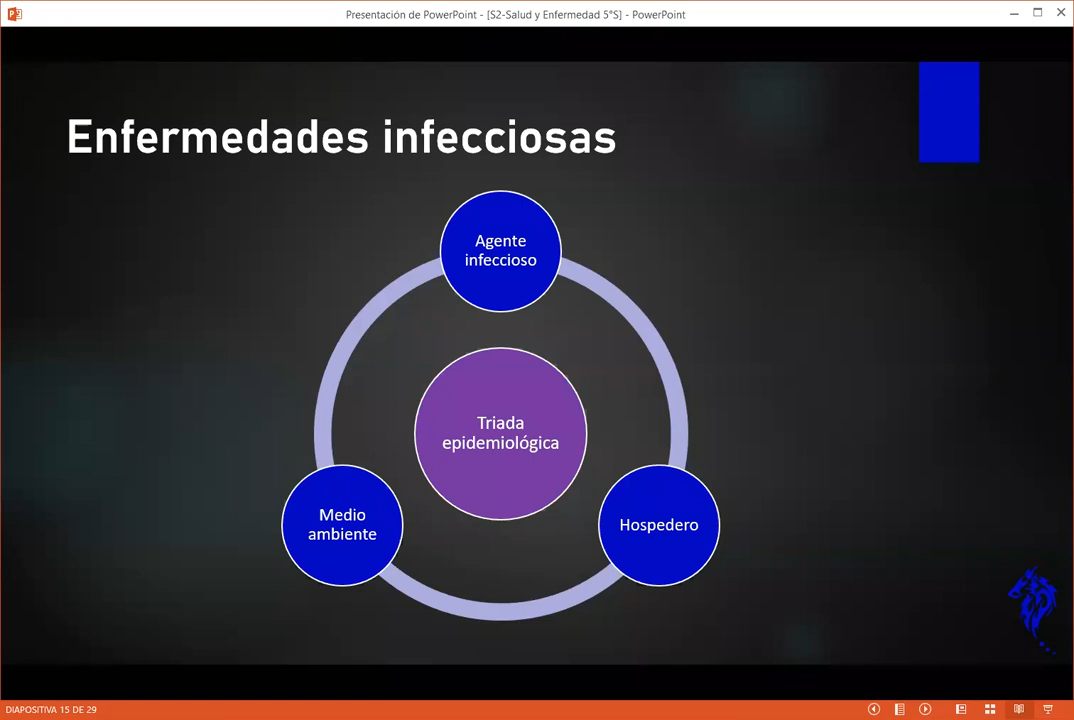 Presentación de PowerPoint - [S2-Salud y Enfermedad 5°S] - PowerPoint
Enfermedades infecciosas
Agente
infeccioso
Triada
epidemiológica
Medio
ambiente
Hospedero
DIAPOSITIVA 15 DE 29